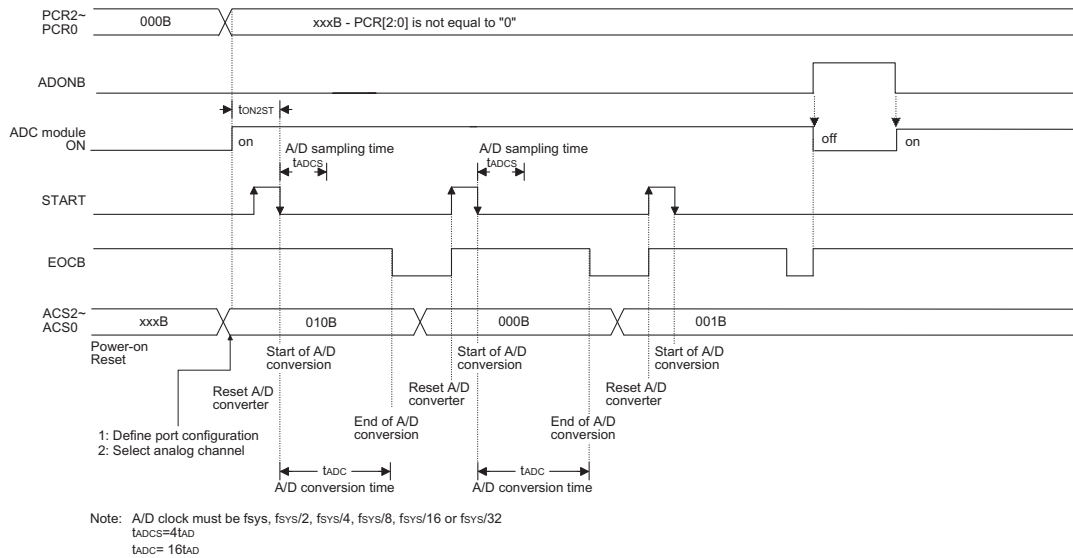 PCR2~
PCR0
000B
xxxB - PCR[2:0] is not equal to "0"
ADONB
tON2ST
ADC module
ON
on
off
on
A/D sampling time
tADCS
A/D sampling time
tADCS
START
EOCB
ACS2~
ACS0
xxxB
010B
000B
001B
Power-on
Reset
Start of A/D
conversion
Start of A/D
conversion
Start of A/D
conversion
Reset A/D
converter
Reset A/D
converter
Reset A/D
converter
End of A/D
conversion
End of A/D
conversion
1: Define port configuration
2: Select analog channel
tADC
A/D conversion time
tADC
A/D conversion time
Note: A/D clock must be fsys, fSYS/2, fSYS/4, fSYS/8, fSYS/16 or fSYS/32
tADCS=4tAD
tADC= 16tAD